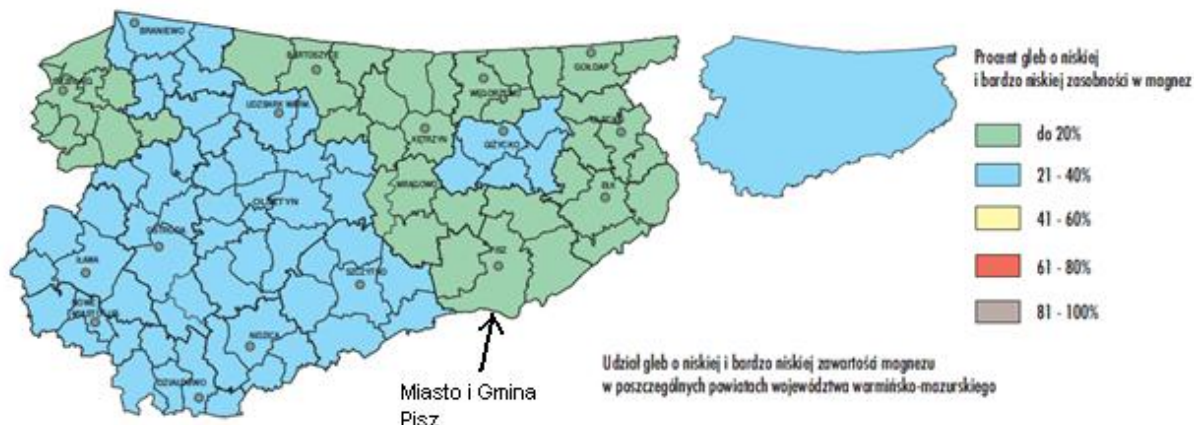 BRANIEWO
BARTOSZYCE
GOŁDAP
WĘGORZEWO
LIDZBARK WARM.
KĘTRZYN
GIŻYCKO
MRĄGOWO
EŁK
OLSZTYN
OSTRÓDA
PISZ
IŁAWA
SZCZYTNO
NOWE
NIDZICA
DZIAŁDOWO
Miasto i Gmina
Pisz
Procent gleb o niskiej
i bardzo niskiej zasobności w magnez
do 20%
21 - 40%
41 - 60%
61 - 80%
81 - 100%
Udział gleb o niskiej i bardzo niskiej zawartości magnezu
w poszczególnych powiatach województwa warmińsko-mazurskiego